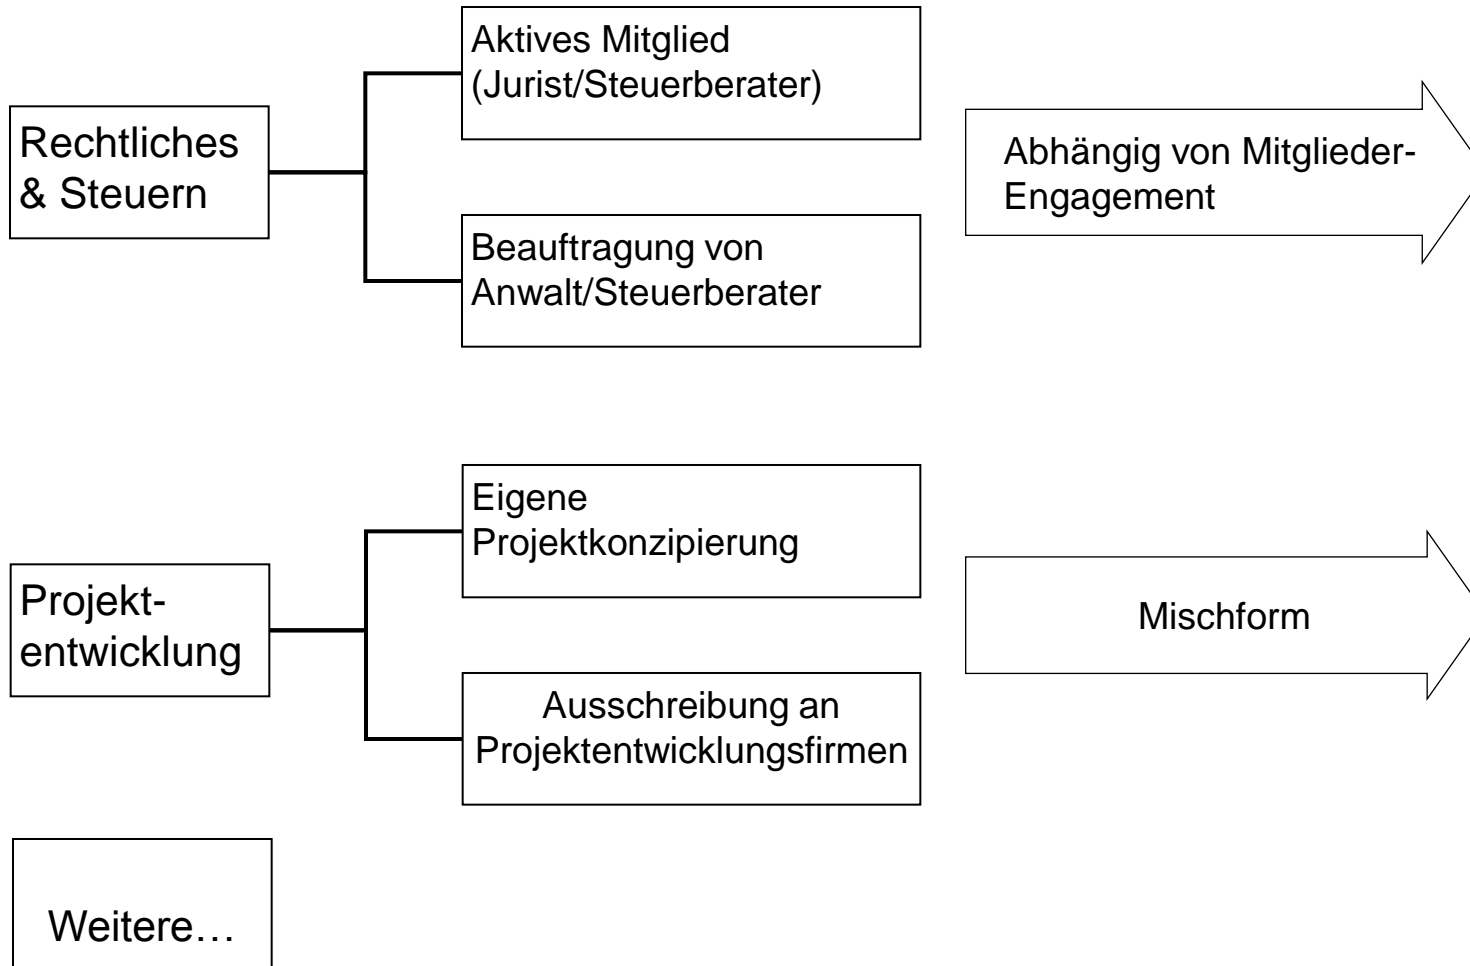 Aktives Mitglied
(Jurist/Steuerberater)
Rechtliches
& Steuern
Abhängig von Mitglieder-
Engagement
Beauftragung von
Anwalt/Steuerberater
Eigene
Projektkonzipierung
Projekt-
entwicklung
Mischform
Ausschreibung an
Projektentwicklungsfirmen
Weitere…